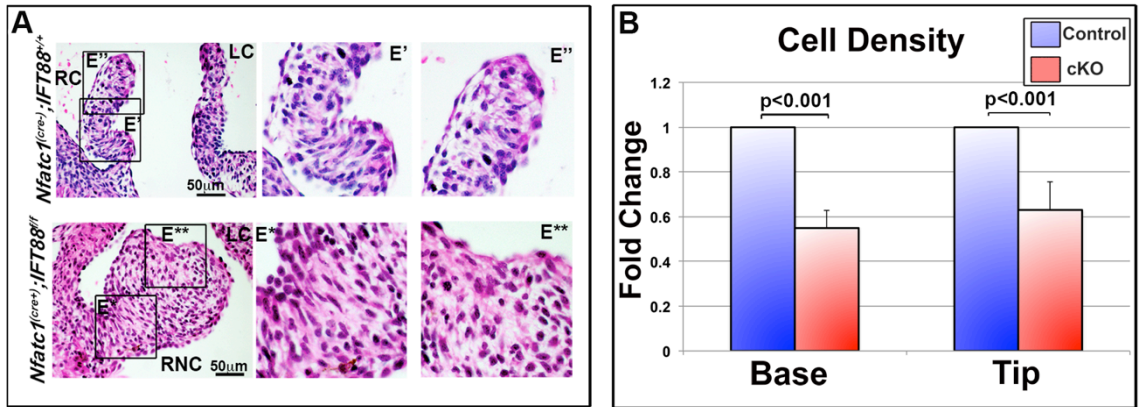 A
Nfatc1(cre-);IFT88+/+
RC
E’’
E’
LC
50µm
E’
E’’
Nfatc1(cre+);IFT88f/f
E**
E
LC
RNC
50µm
E*
E**
B
Cell Density
Control
cKO
Fold Change
1.2
1
0.8
0.6
0.4
0.2
0
p<0.001
p<0.001
Base
Tip